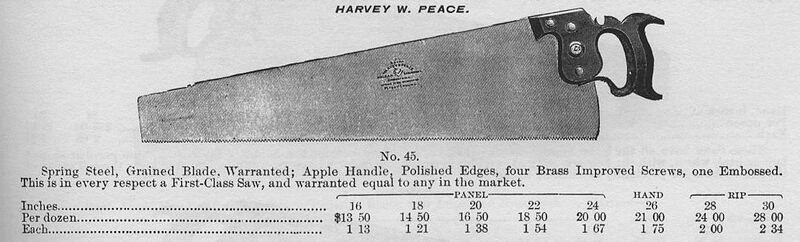 HARVEY W. PEACE.
No. 45.
Spring Steel, Grained Blade, Warranted; Apple Handle, Polished Edges, four Brass Improved Screws, one Embossed.
This is in every respect a First-Class Saw, and warranted equal to any in the market.
PANEL HAND RIP
Inches 16 18 20 22 24 26 28 30
Per dozen $13 50 14 50 16 50 18 50 20 00 21 00 24 00 28 00
Each 1 13 1 21 1 38 1 54 1 67 1 75 2 00 2 34